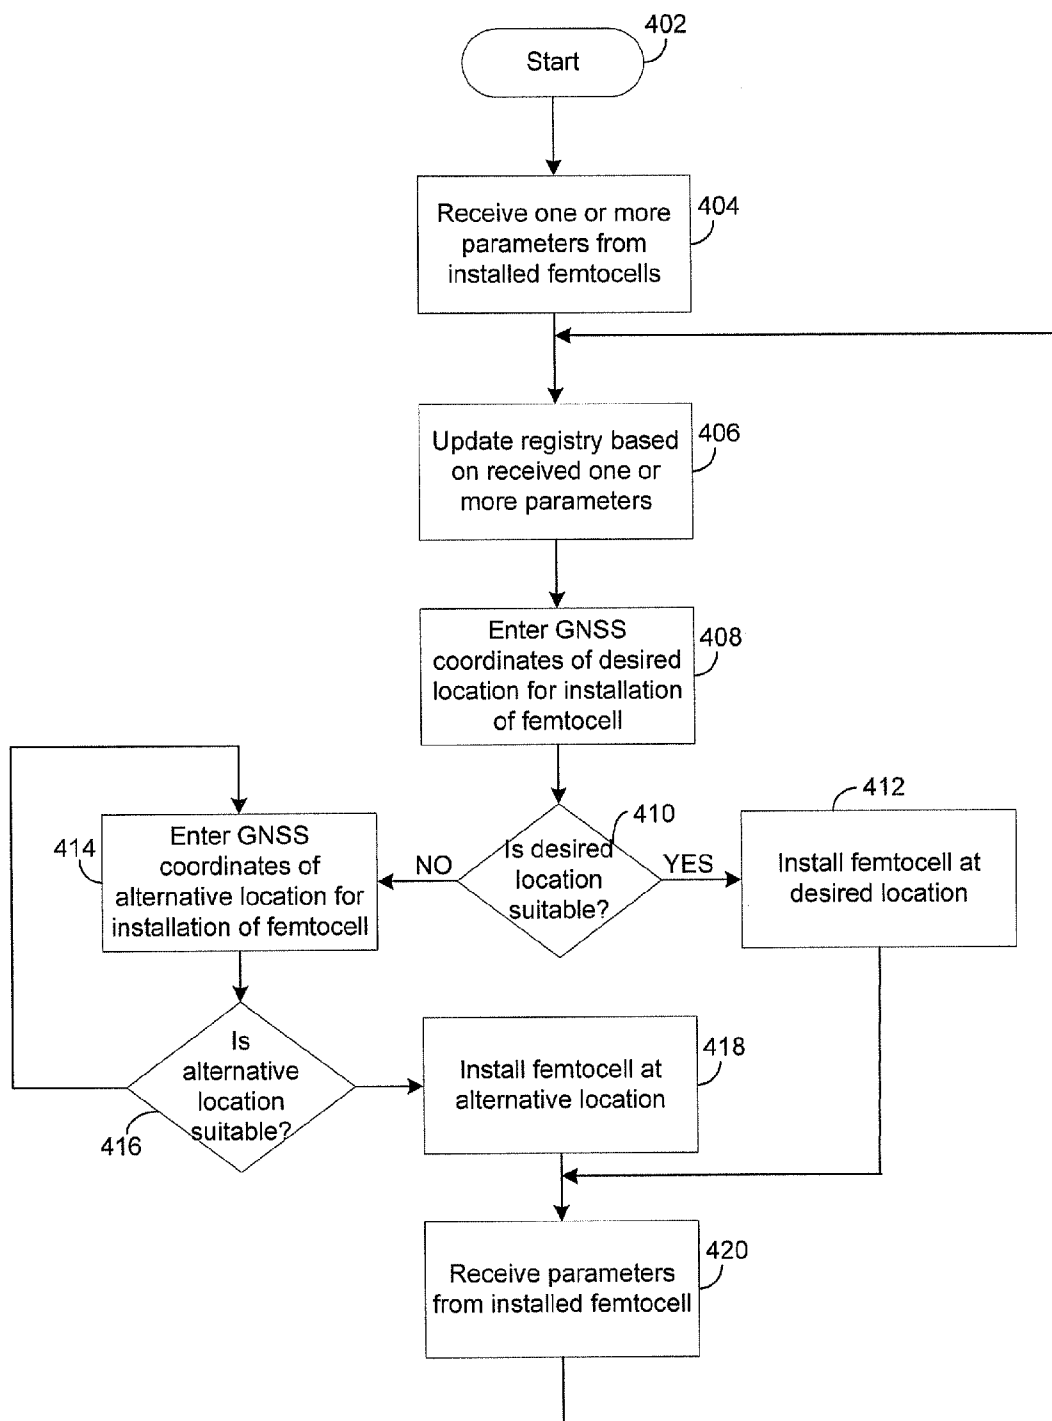 402
Start
404
Receive one or more
parameters from
installed femtocells
406
Update registry based
on received one or
more parameters
408
Enter GNSS
coordinates of desired
location for installation
of femtocell
410
Is desired
location
suitable?
NO
YES
412
Install femtocell at
desired location
414
Enter GNSS
coordinates of
alternative location for
installation of femtocell
416
Is
alternative
location
suitable?
418
Install femtocell at
alternative location
420
Receive parameters
from installed femtocell